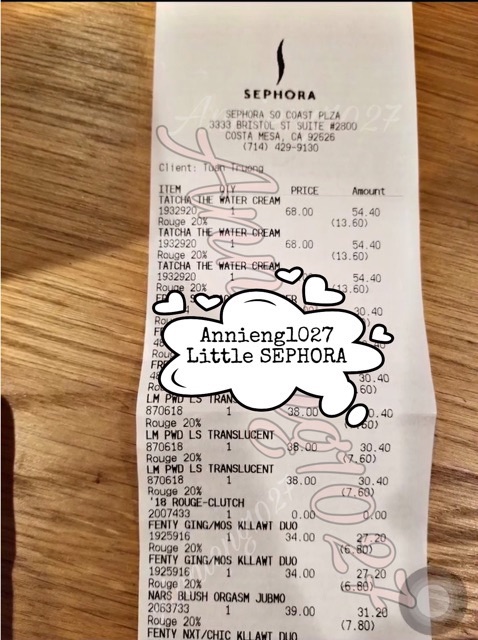 SEPHORA
SEPHORA SO COAST PLZA
3333 BRISTOL ST SUITE #2800
COSTA MESA, CA 92626
(714) 429-9130
Client: Tuan Truong
ITEM QTY PRICE Amount
TATCHA THE WATER CREAM
1932920 1 68.00 54.40
Rouge 20% (13.60)
TATCHA THE WATER CREAM
1932920 1 68.00 54.40
Rouge 20% (13.60)
TATCHA THE WATER CREAM
1932920 1 54.40
Rouge 20% (13.60)
30.40
Annieng1027
Little SEPHORA
30.40
LM PWD LS TRANS
870618 1 38.00
Rouge 20%
LM PWD LS TRANSLUCENT
870618 1 38.00 30.40
Rouge 20% (7.60)
LM PWD LS TRANSLUCENT
870618 1 38.00 30.40
Rouge 20% (7.60)
'18 ROUGE-CLUTCH
2007433 1 0.00 0.00
FENTY GING/MOS KLLAWT DUO
1925916 1 34.00 27.20
Rouge 20% (6.80)
FENTY GING/MOS KLLAWT DUO
1925916 1 34.00 27.20
Rouge 20% (6.80)
NARS BLUSH ORGASM JUBMO
2063733 1 39.00 31.20
Rouge 20% (7.80)
FENTY NXT/CHIC KLLAWT DUO